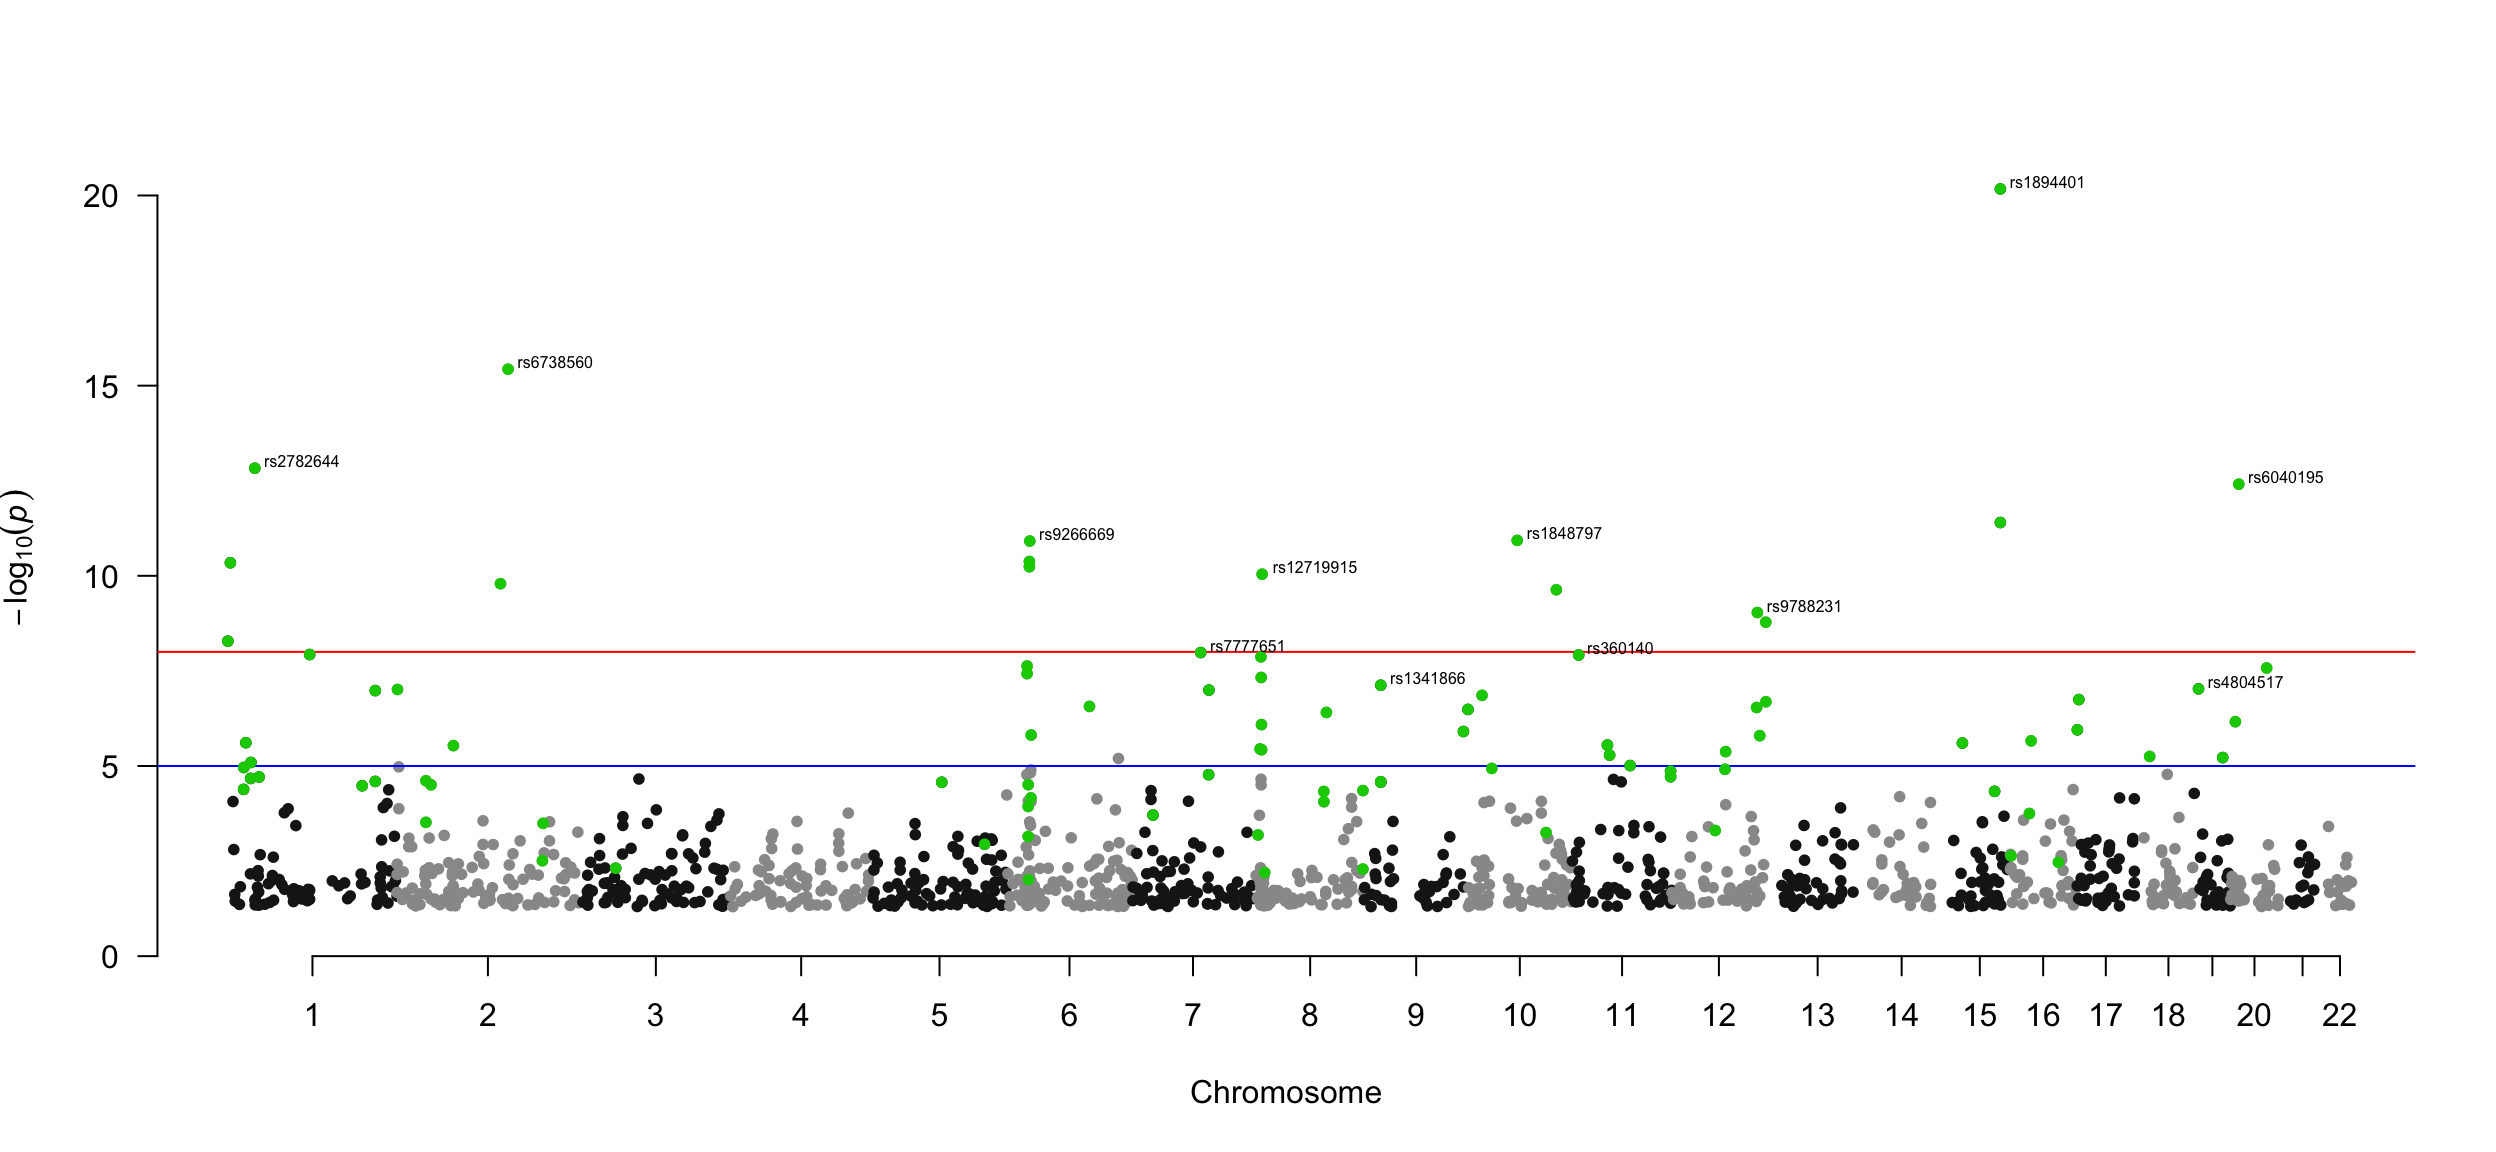 20
rs1894401
rs6738560
15
rs2782644
rs6040195
rs9266669
rs1848797
rs12719915
10
rs9788231
rs7777651
rs360140
rs1341866
rs4804517
5
0
−log10(p)
1 2 3 4 5 6 7 8 9 10 11 12 13 14 15 16 17 18 20 22
Chromosome